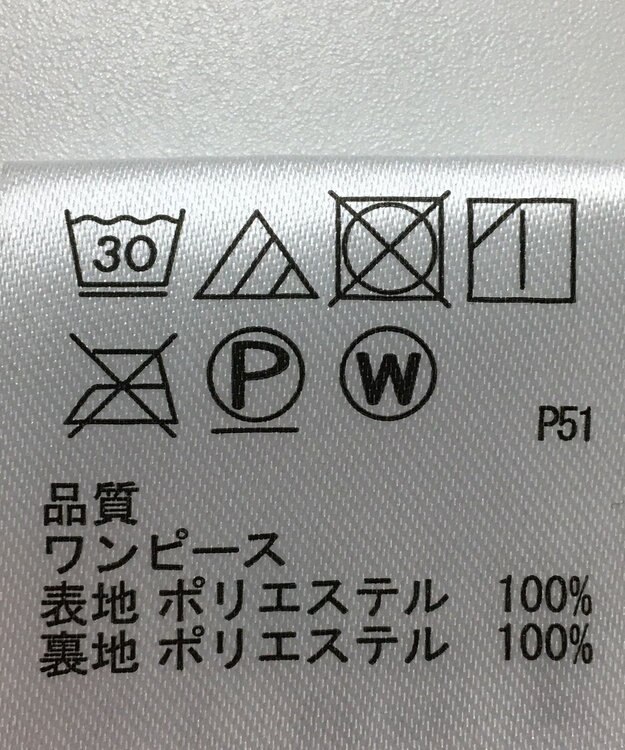 30
P W
P51
品質
ワンピース
表地 ポリエステル 100%
裏地 ポリエステル 100%